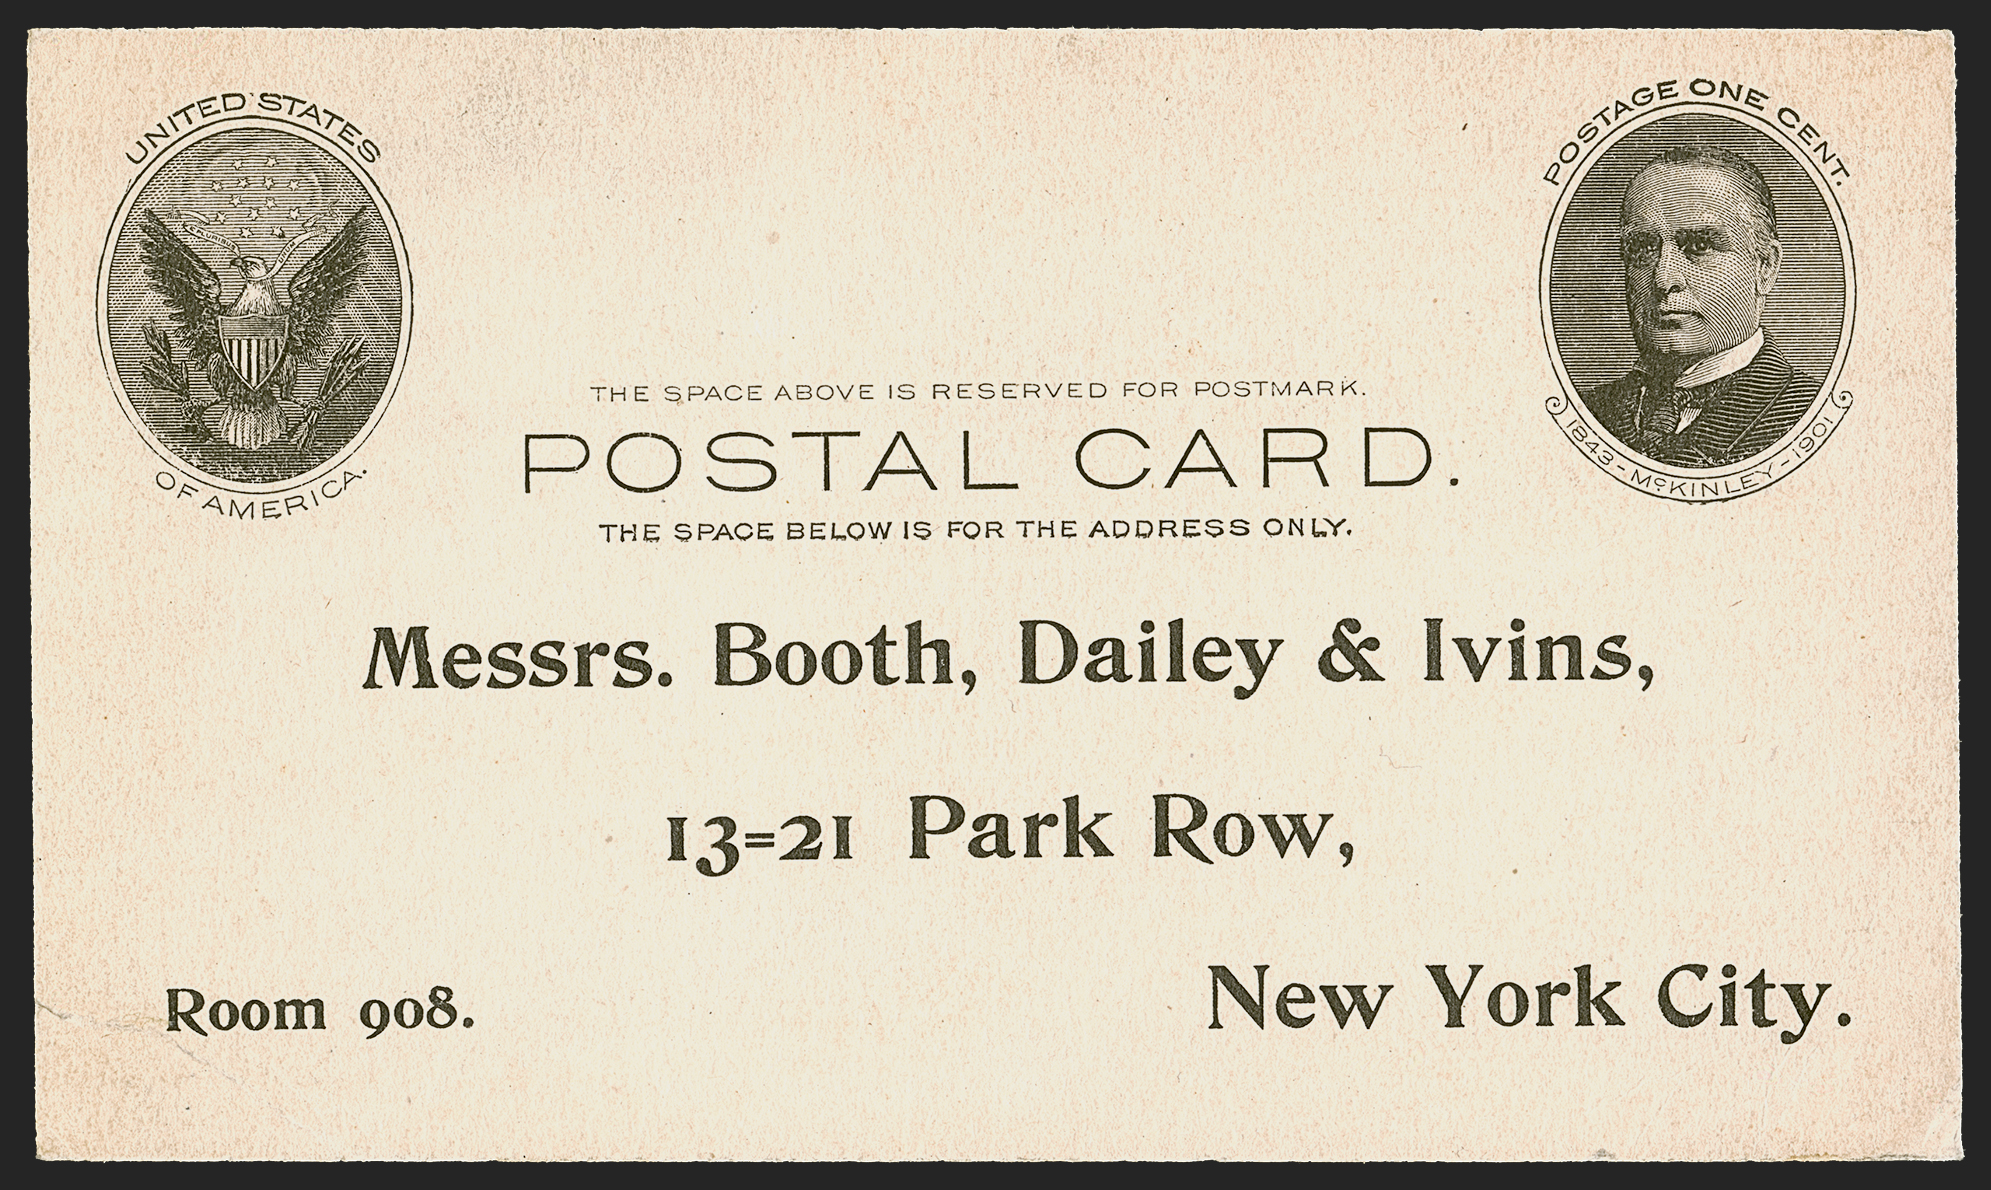 UNITED STATES
OF AMERICA.
E PLURIBUS UNUM
POSTAGE ONE CENT.
1843-McKINLEY-1901
THE SPACE ABOVE IS RESERVED FOR POSTMARK.
POSTAL CARD.
THE SPACE BELOW IS FOR THE ADDRESS ONLY.
Messrs. Booth, Dailey & Ivins,
13=21 Park Row,
New York City.
Room 908.